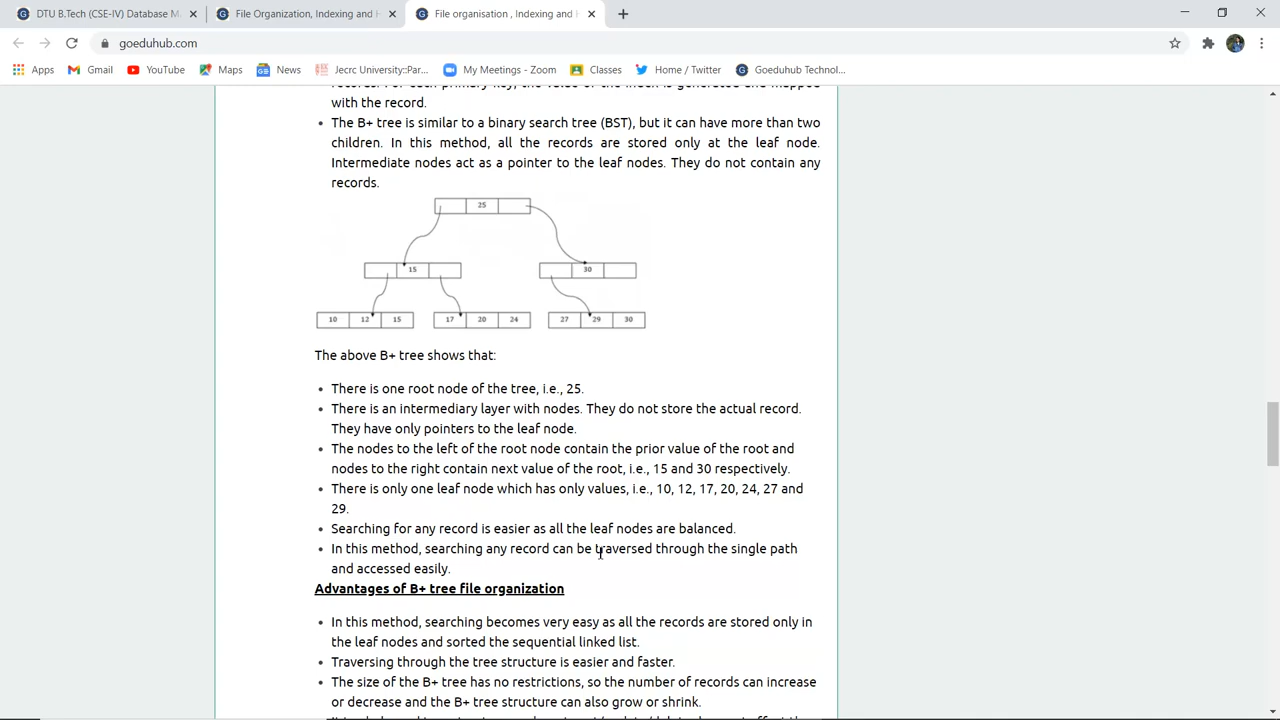 DTU B.Tech (CSE-IV) Database M
File Organization, Indexing and H
File organisation , Indexing and H
goeduhub.com
Apps
Gmail
YouTube
Maps
News
Jecrc University::Par...
My Meetings - Zoom
Classes
Home / Twitter
Goeduhub Technol...
records. For each primary key, the value of the index is generated and mapped
with the record.
The B+ tree is similar to a binary search tree (BST), but it can have more than two
children. In this method, all the records are stored only at the leaf node.
Intermediate nodes act as a pointer to the leaf nodes. They do not contain any
records.
25
15 30
10 12 15 17 20 24 27 29 30
The above B+ tree shows that:
There is one root node of the tree, i.e., 25.
There is an intermediary layer with nodes. They do not store the actual record.
They have only pointers to the leaf node.
The nodes to the left of the root node contain the prior value of the root and
nodes to the right contain next value of the root, i.e., 15 and 30 respectively.
There is only one leaf node which has only values, i.e., 10, 12, 17, 20, 24, 27 and
29.
Searching for any record is easier as all the leaf nodes are balanced.
In this method, searching any record can be traversed through the single path
and accessed easily.
Advantages of B+ tree file organization
In this method, searching becomes very easy as all the records are stored only in
the leaf nodes and sorted the sequential linked list.
Traversing through the tree structure is easier and faster.
The size of the B+ tree has no restrictions, so the number of records can increase
or decrease and the B+ tree structure can also grow or shrink.